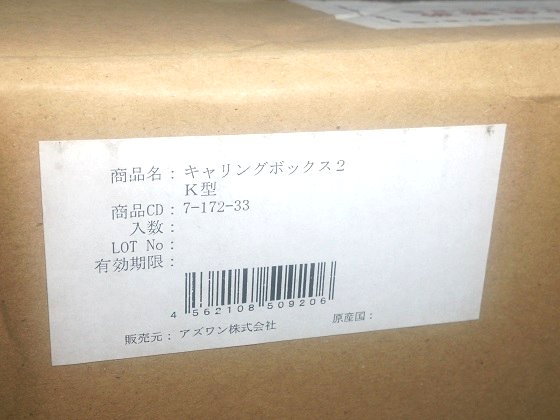 商品名：キャリングボックス２
Ｋ型
商品CD：7-172-33
入数：
LOT No：
有効期限：
4 562108 509206
販売元：アズワン株式会社
原産国：